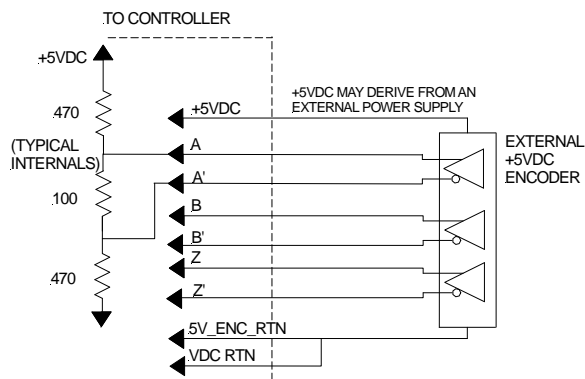 TO CONTROLLER
+5VDC
.470
(TYPICAL
INTERNALS)
.100
.470
+5VDC
A
A'
B
B'
Z
Z'
5V_ENC_RTN
VDC RTN
+5VDC MAY DERIVE FROM AN
EXTERNAL POWER SUPPLY
EXTERNAL
+5VDC
ENCODER